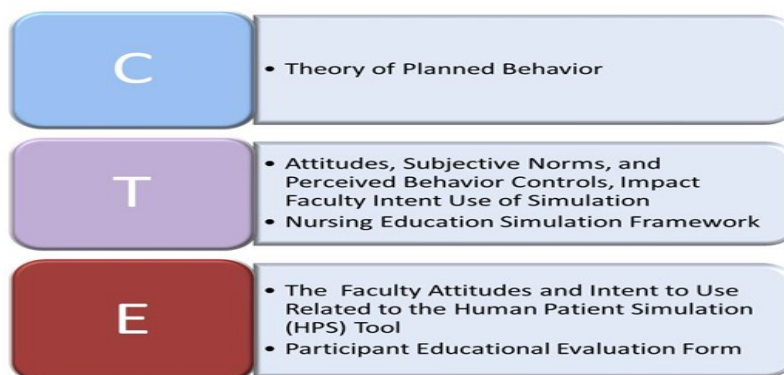 C
• Theory of Planned Behavior
T
• Attitudes, Subjective Norms, and
Perceived Behavior Controls, Impact
Faculty Intent Use of Simulation
• Nursing Education Simulation Framework
E
• The Faculty Attitudes and Intent to Use
Related to the Human Patient Simulation
(HPS) Tool
• Participant Educational Evaluation Form